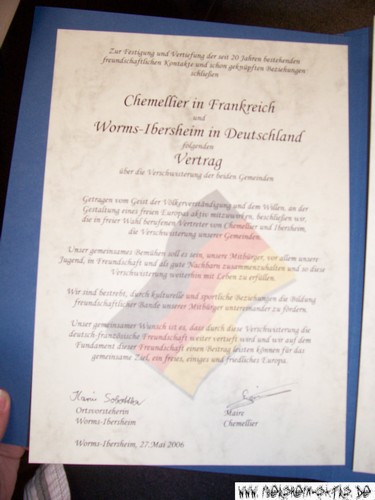 Zur Festigung und Vertiefung der seit 20 Jahren bestehenden
freundschaftlichen Kontakte und schon geknüpften Beziehungen
schließen
Chemellier in Frankreich
und
Worms-Ibersheim in Deutschland
folgenden
Vertrag
über die Verschwisterung der beiden Gemeinden
Getragen vom Geist der Völkerverständigung und dem Willen, an der
Gestaltung eines freien Europas aktiv mitzuwirken, beschließen wir,
die in freier Wahl berufenen Vertreter von Chemellier und Ibersheim,
die Verschwisterung unserer Gemeinden.
Unser gemeinsames Bemühen soll es sein, unsere Mitbürger, vor allem unsere
Jugend, in Freundschaft und als gute Nachbarn zusammenzuhalten und so diese
Verschwisterung weiterhin mit Leben zu erfüllen.
Wir sind bestrebt, durch kulturelle und sportliche Beziehungen die Bildung
freundschaftlicher Bande unserer Mitbürger untereinander zu fördern.
Unser gemeinsamer Wunsch ist es, dass durch diese Verschwisterung die
deutsch-französische Freundschaft weiter vertieft wird und wir auf dem
Fundament dieser Freundschaft einen Beitrag leisten können für das
gemeinsame Ziel, ein freies, einiges und friedliches Europa.
Ortsvorsteherin
Worms-Ibersheim
Maire
Chemellier
Worms-Ibersheim, 27.Mai 2006